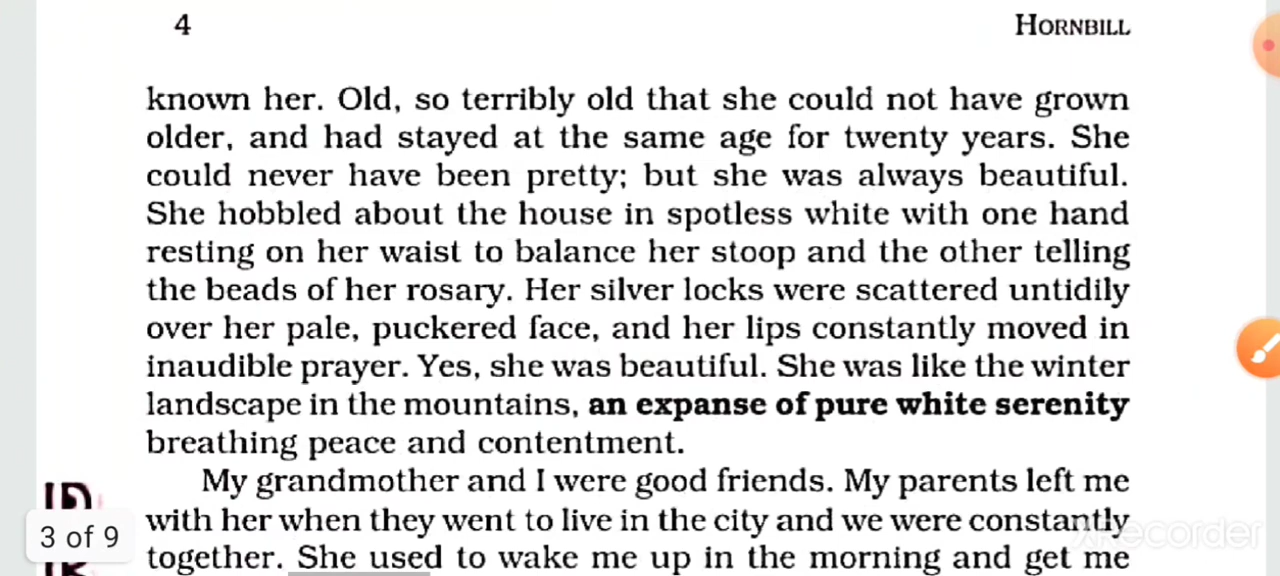 4 HORNBILL
known her. Old, so terribly old that she could not have grown
older, and had stayed at the same age for twenty years. She
could never have been pretty; but she was always beautiful.
She hobbled about the house in spotless white with one hand
resting on her waist to balance her stoop and the other telling
the beads of her rosary. Her silver locks were scattered untidily
over her pale, puckered face, and her lips constantly moved in
inaudible prayer. Yes, she was beautiful. She was like the winter
landscape in the mountains, an expanse of pure white serenity
breathing peace and contentment.
My grandmother and I were good friends. My parents left me
with her when they went to live in the city and we were constantly
together. She used to wake me up in the morning and get me
3 of 9
XRecorder